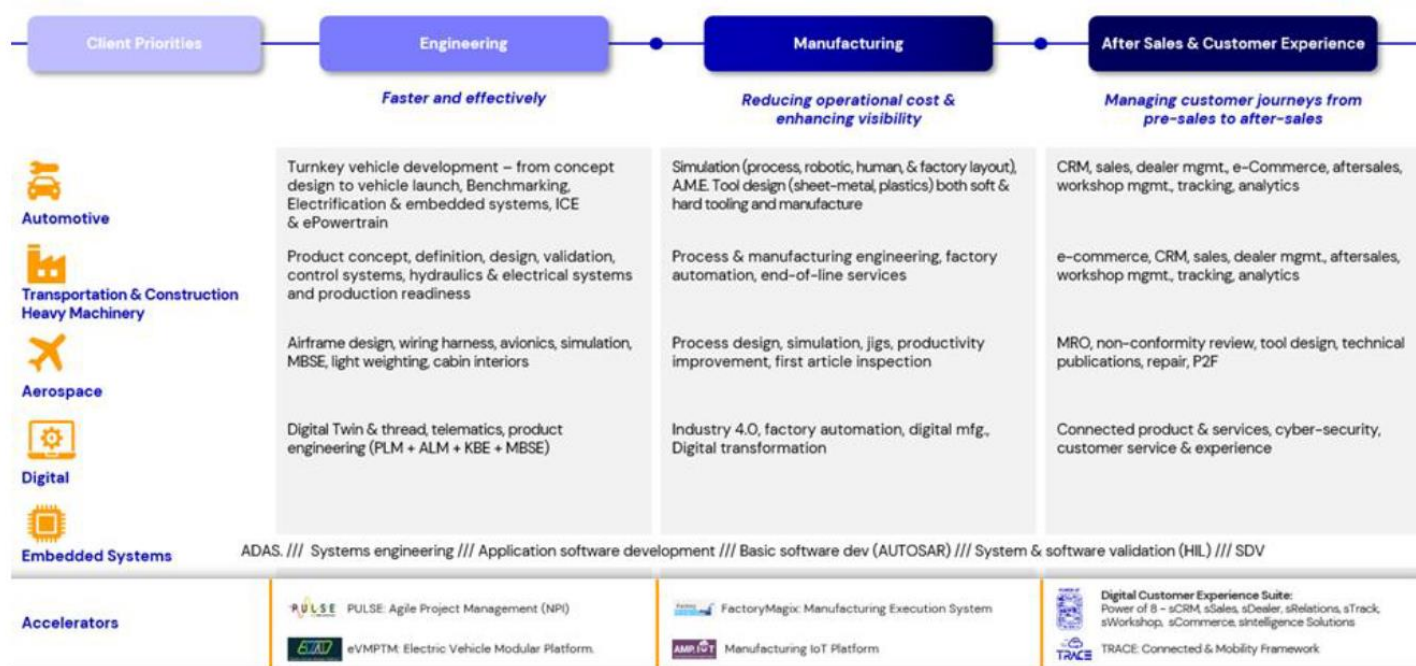 Client Priorities
Engineering
Manufacturing
After Sales & Customer Experience
Faster and effectively
Reducing operational cost &
enhancing visibility
Managing customer journeys from
pre-sales to after-sales
Automotive
Turnkey vehicle development – from concept
design to vehicle launch, Benchmarking,
Electrification & embedded systems, ICE
& ePowertrain
Simulation (process, robotic, human, & factory layout),
A.M.E. Tool design (sheet-metal, plastics) both soft &
hard tooling and manufacture
CRM, sales, dealer mgmt., e-Commerce, aftersales,
workshop mgmt., tracking, analytics
Transportation & Construction
Heavy Machinery
Product concept, definition, design, validation,
control systems, hydraulics & electrical systems
and production readiness
Process & manufacturing engineering, factory
automation, end-of-line services
e-commerce, CRM, sales, dealer mgmt., aftersales,
workshop mgmt., tracking, analytics
Aerospace
Airframe design, wiring harness, avionics, simulation,
MBSE, light weighting, cabin interiors
Process design, simulation, jigs, productivity
improvement, first article inspection
MRO, non-conformity review, tool design, technical
publications, repair, P2F
Digital
Digital Twin & thread, telematics, product
engineering (PLM + ALM + KBE + MBSE)
Industry 4.0, factory automation, digital mfg.,
Digital transformation
Connected product & services, cyber-security,
customer service & experience
Embedded Systems
ADAS. /// Systems engineering /// Application software development /// Basic software dev (AUTOSAR) /// System & software validation (HIL) /// SDV
Accelerators
PULSE
PULSE: Agile Project Management (NPI)
eVMPTM: Electric Vehicle Modular Platform.
Factory
FactoryMagix: Manufacturing Execution System
AMP.IOT
Manufacturing IoT Platform
POWER OF
Digital Customer Experience Suite:
Power of 8 – sCRM, sSales, sDealer, sRelations, sTrack,
sWorkshop, sCommerce, sIntelligence Solutions
TRACE
TRACE: Connected & Mobility Framework